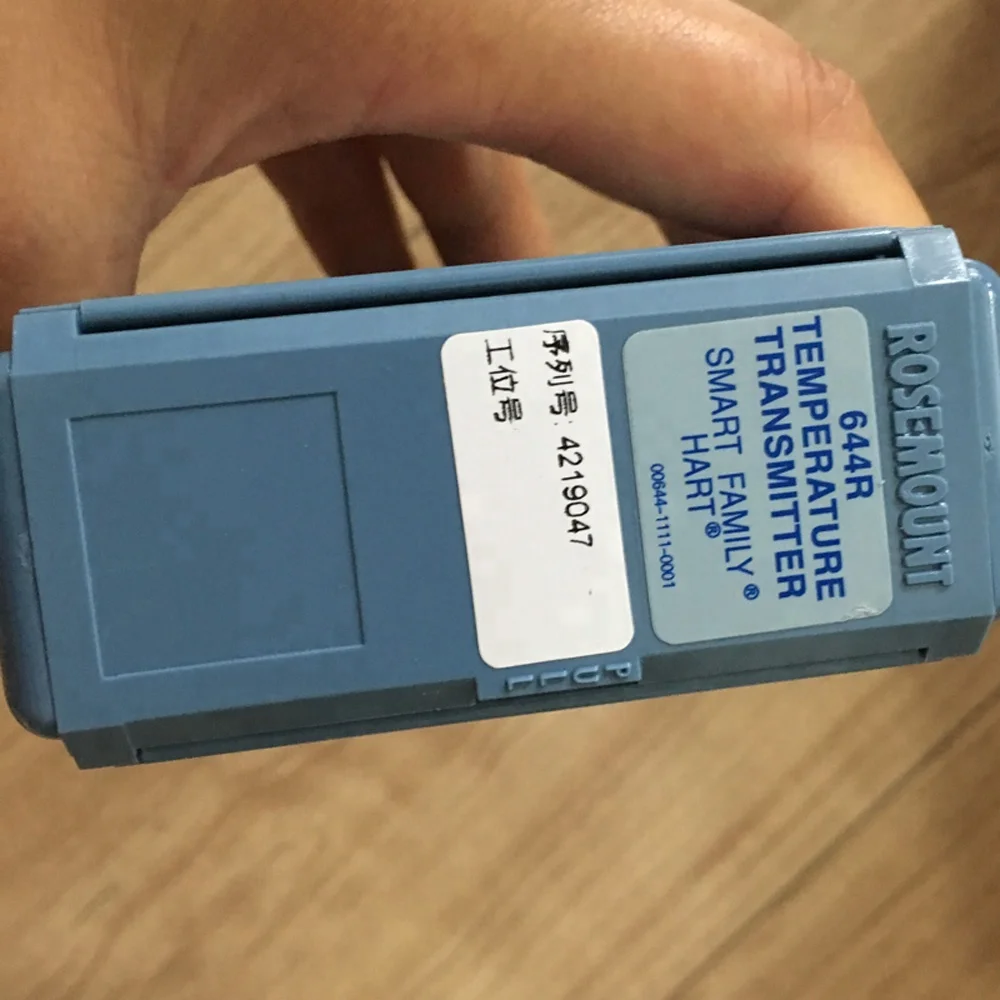 ROSEMOUNT
644R
TEMPERATURE
TRANSMITTER
SMART FAMILY ®
HART ®
00644-1111-0001
序列号: 4219047
工位号
PULL